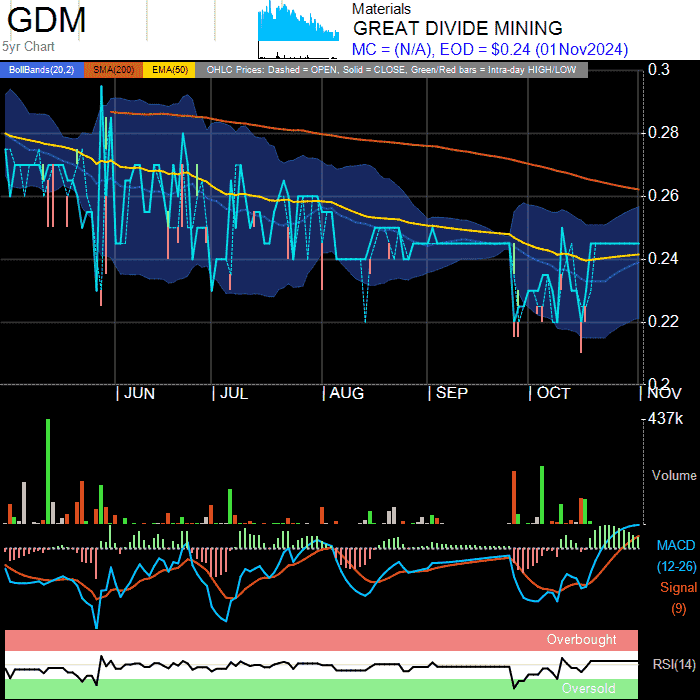 GDM
5yr Chart
Materials
GREAT DIVIDE MINING
MC = (N/A), EOD = $0.24 (01Nov2024)
BollBands(20,2) SMA(200) EMA(50) OHLC Prices: Dashed = OPEN, Solid = CLOSE, Green/Red bars = Intra-day HIGH/LOW
0.3
0.28
0.26
0.24
0.22
0.2
JUN JUL AUG SEP OCT NOV
437k
Volume
MACD
(12-26)
Signal
(9)
Overbought
RSI(14)
Oversold